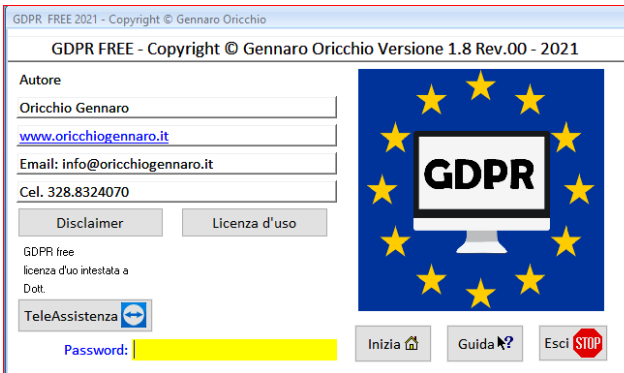 GDPR FREE 2021 - Copyright © Gennaro Oricchio
GDPR FREE - Copyright © Gennaro Oricchio Versione 1.8 Rev.00 - 2021
Autore
Oricchio Gennaro
www.oricchiogennaro.it
Email: info@oricchiogennaro.it
Cel. 328.8324070
Disclaimer Licenza d'uso
GDPR free
licenza d'uo intestata a
Dott.
TeleAssistenza
Password:
GDPR
Inizia Guida ? Esci STOP